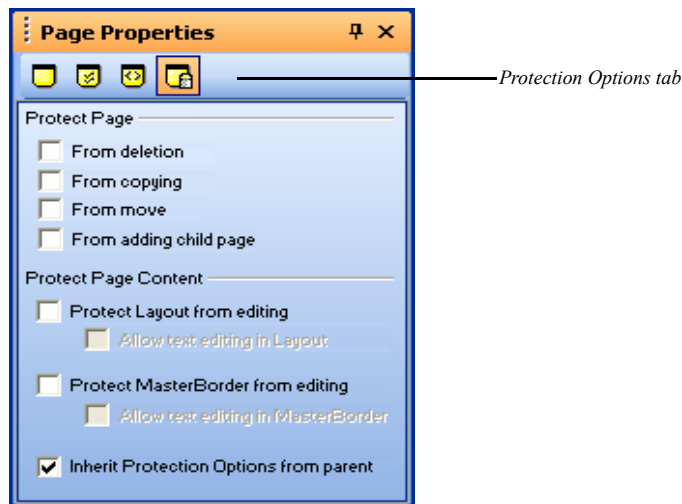 Page Properties
Protection Options tab
Protect Page
From deletion
From copying
From move
From adding child page
Protect Page Content
Protect Layout from editing
Allow text editing in Layout
Protect MasterBorder from editing
Allow text editing in MasterBorder
Inherit Protection Options from parent